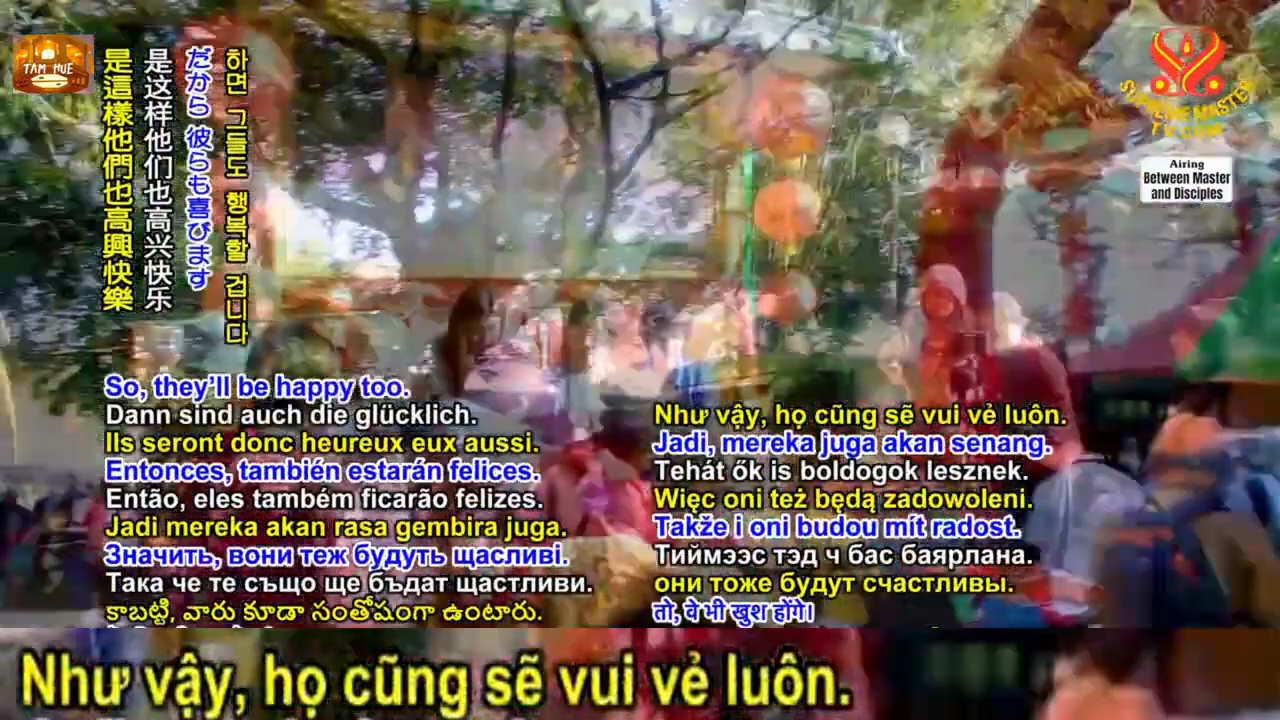 TAM HUE
是這樣他們也高興快樂
是这样他们也高兴快乐
だから 彼らも喜びます
하면 그들도 행복할 겁니다
SUPREME MASTER
TV.COM
Airing
Between Master
and Disciples
So, they'll be happy too.
Dann sind auch die glücklich.
Ils seront donc heureux eux aussi.
Entonces, también estarán felices.
Então, eles também ficarão felizes.
Jadi mereka akan rasa gembira juga.
Значить, вони теж будуть щасливі.
Така че те също ще бъдат щастливи.
కాబట్టి, వారు కూడా సంతోషంగా ఉంటారు.
Như vậy, họ cũng sẽ vui vẻ luôn.
Jadi, mereka juga akan senang.
Tehát ők is boldogok lesznek.
Więc oni też będą zadowoleni.
Takže i oni budou mít radost.
Тиймээс тэд ч бас баярлана.
они тоже будут счастливы.
तो, वे भी खुश होंगे।
Như vậy, họ cũng sẽ vui vẻ luôn.